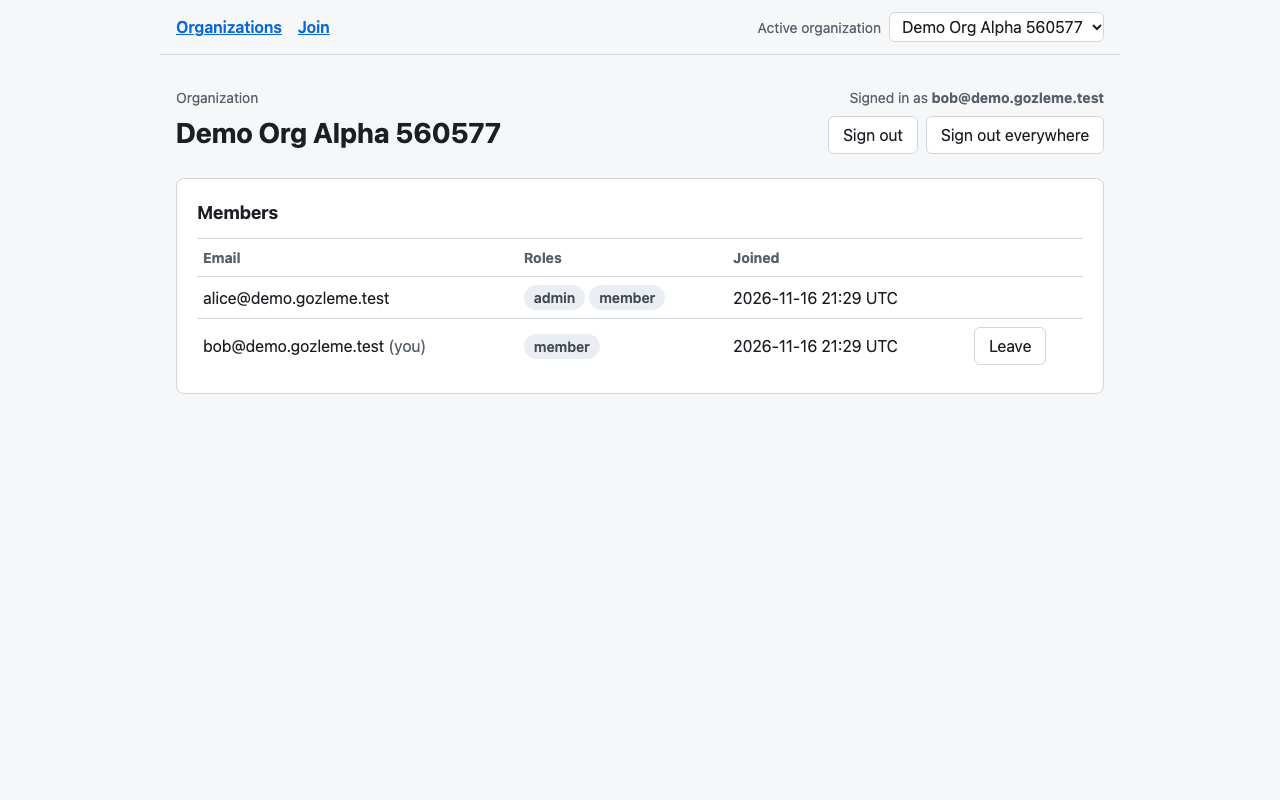 Organizations Join Active organization Demo Org Alpha 560577
Organization Signed in as bob@demo.gozleme.test
Demo Org Alpha 560577 Sign out Sign out everywhere
Members
Email Roles Joined
alice@demo.gozleme.test admin member 2026-11-16 21:29 UTC
bob@demo.gozleme.test (you) member 2026-11-16 21:29 UTC Leave